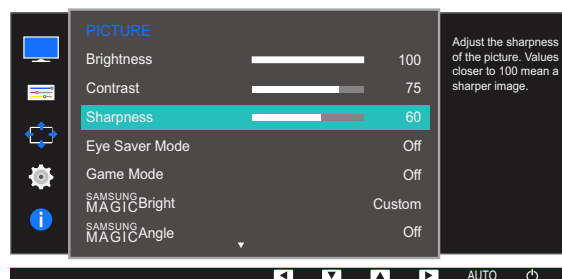 PICTURE
Brightness 100
Contrast 75
Sharpness 60
Eye Saver Mode Off
Game Mode Off
SAMSUNG MAGIC Bright Custom
SAMSUNG MAGIC Angle Off
Adjust the sharpness
of the picture. Values
closer to 100 mean a
sharper image.
AUTO